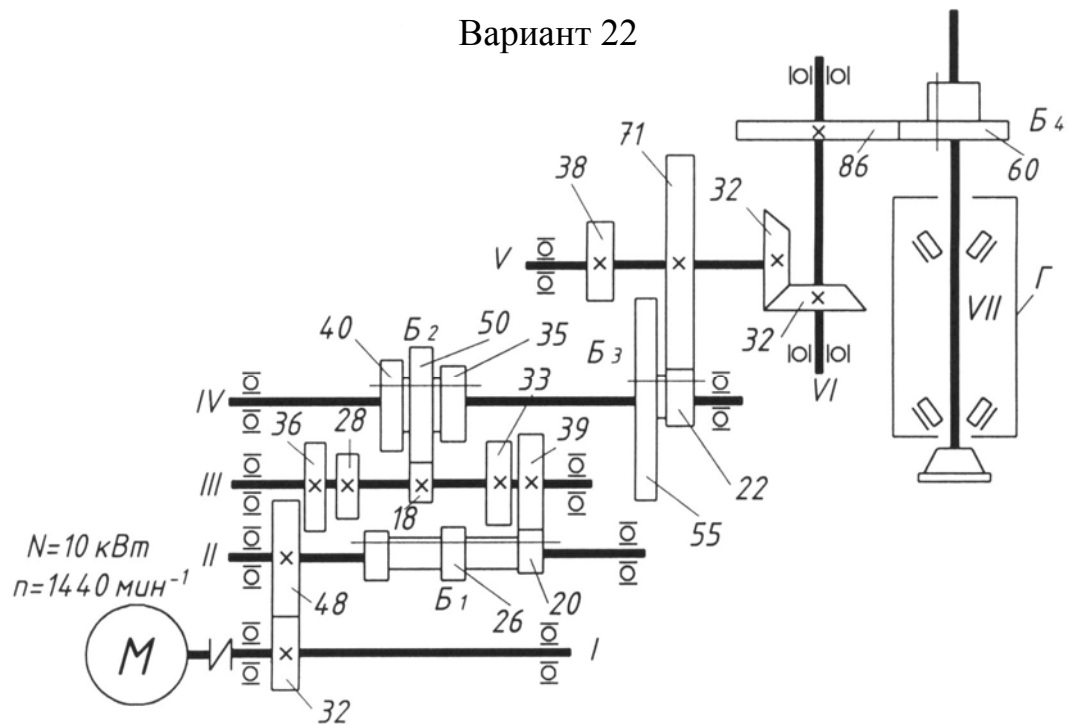 Вариант 22
Б 4
71
86
60
38
32
V
Г
VII
40
Б 2
50
35
Б 3
32
VI
33
IV
36
28
39
III
18
22
55
N=10 кВт
n=1440 мин⁻¹
II
48
Б 1
26
20
М
I
32